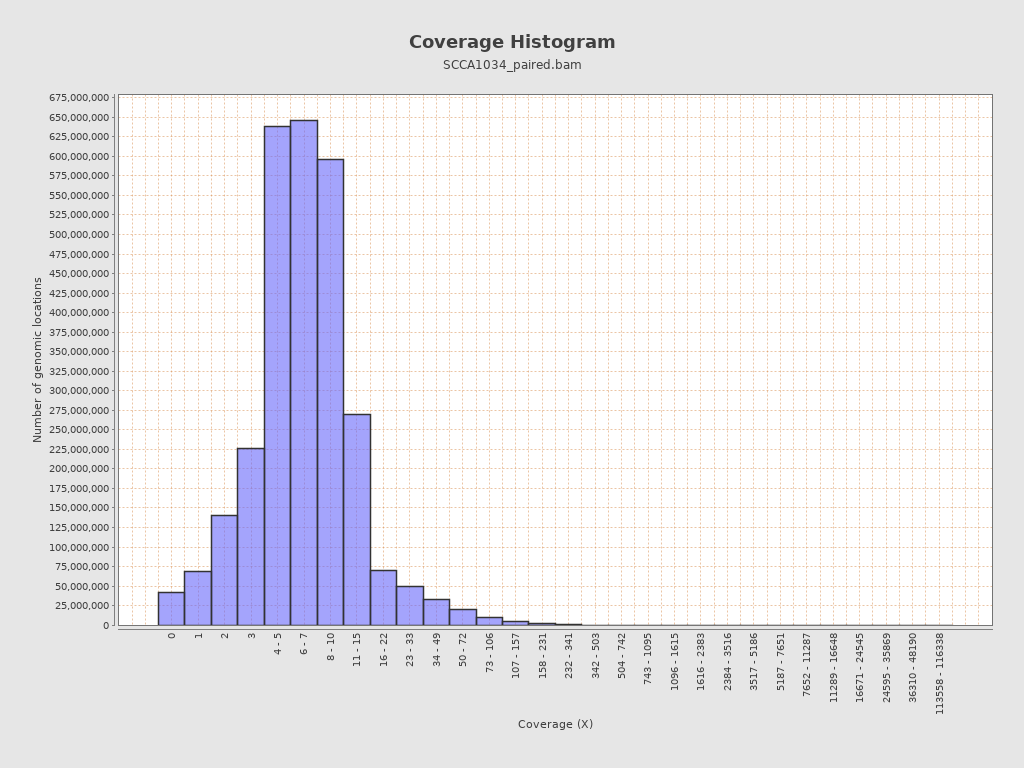 Coverage Histogram
SCCA1034_paired.bam
675,000,000
650,000,000
625,000,000
600,000,000
575,000,000
550,000,000
525,000,000
500,000,000
475,000,000
450,000,000
425,000,000
400,000,000
375,000,000
350,000,000
325,000,000
300,000,000
275,000,000
250,000,000
225,000,000
200,000,000
175,000,000
150,000,000
125,000,000
100,000,000
75,000,000
50,000,000
25,000,000
0
Number of genomic locations
0
1
2
3
4 - 5
6 - 7
8 - 10
11 - 15
16 - 22
23 - 33
34 - 49
50 - 72
73 - 106
107 - 157
158 - 231
232 - 341
342 - 503
504 - 742
743 - 1095
1096 - 1615
1616 - 2383
2384 - 3516
3517 - 5186
5187 - 7651
7652 - 11287
11289 - 16648
16671 - 24545
24595 - 35869
36310 - 48190
113558 - 116338
Coverage (X)